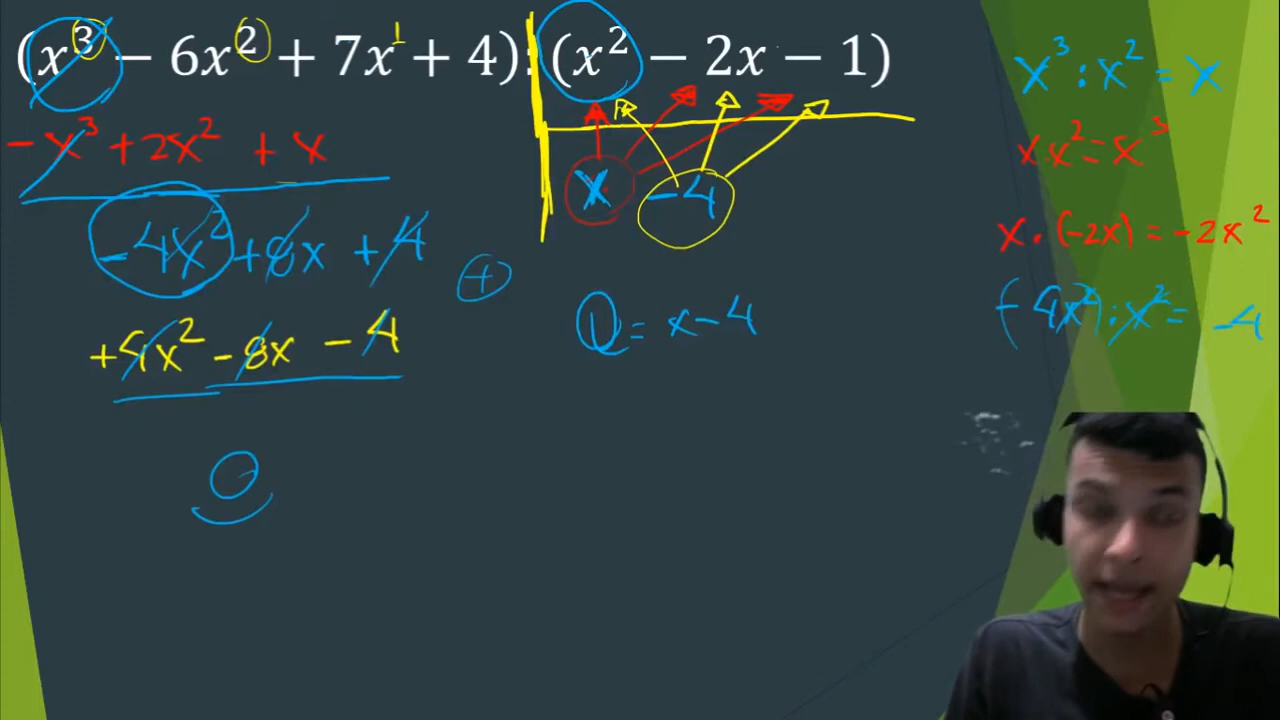 (x³ − 6x² + 7x¹ + 4) : (x² − 2x − 1)
−x³ + 2x² + x
x −4
−4x² + 8x + 4
+
+4x² − 8x − 4
0
Q = x − 4
x³ : x² = x
x · x² = x³
x · (−2x) = −2x²
(−4x²) : x² = −4